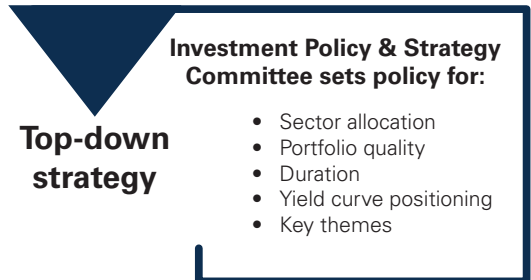 Investment Policy & Strategy
Committee sets policy for:
Top-down
strategy
• Sector allocation
• Portfolio quality
• Duration
• Yield curve positioning
• Key themes